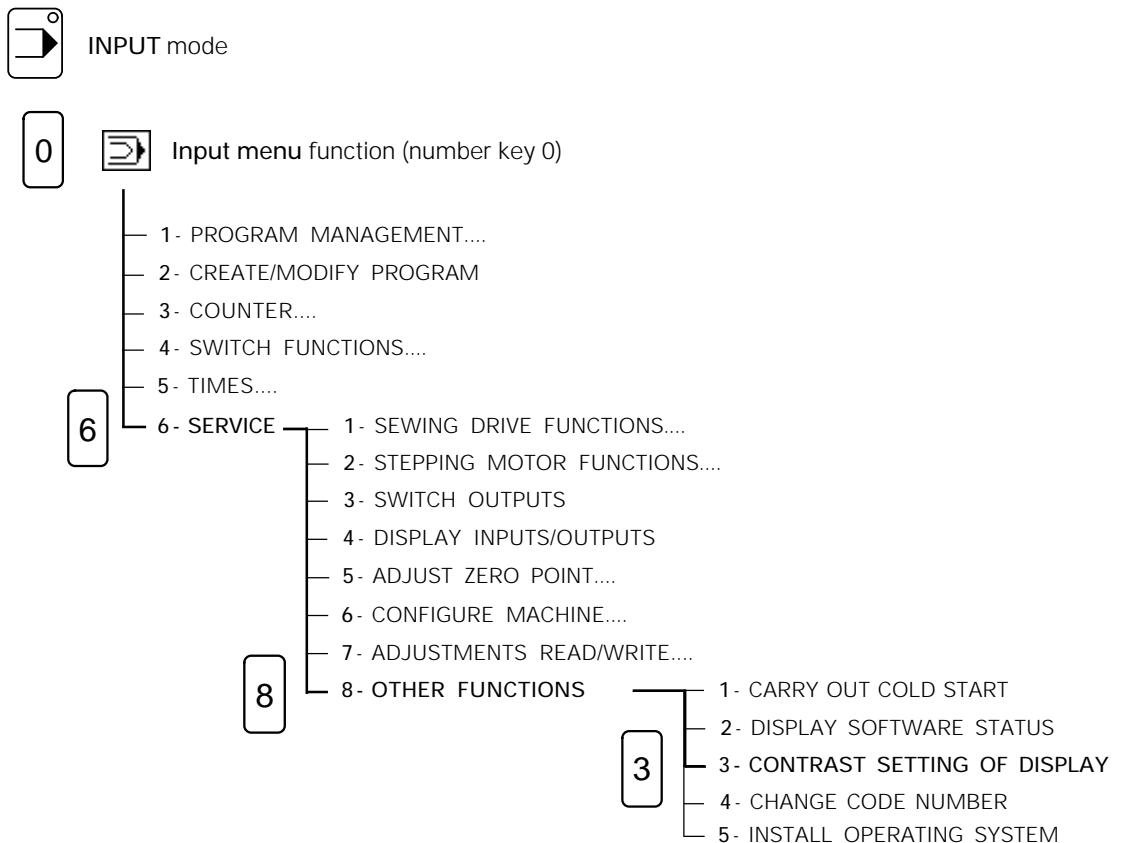 INPUT mode
0
Input menu function (number key 0)
1- PROGRAM MANAGEMENT....
2- CREATE/MODIFY PROGRAM
3- COUNTER....
4- SWITCH FUNCTIONS....
5- TIMES....
6
6- SERVICE
1- SEWING DRIVE FUNCTIONS....
2- STEPPING MOTOR FUNCTIONS....
3- SWITCH OUTPUTS
4- DISPLAY INPUTS/OUTPUTS
5- ADJUST ZERO POINT....
6- CONFIGURE MACHINE....
7- ADJUSTMENTS READ/WRITE....
8
8- OTHER FUNCTIONS
1- CARRY OUT COLD START
2- DISPLAY SOFTWARE STATUS
3
3- CONTRAST SETTING OF DISPLAY
4- CHANGE CODE NUMBER
5- INSTALL OPERATING SYSTEM